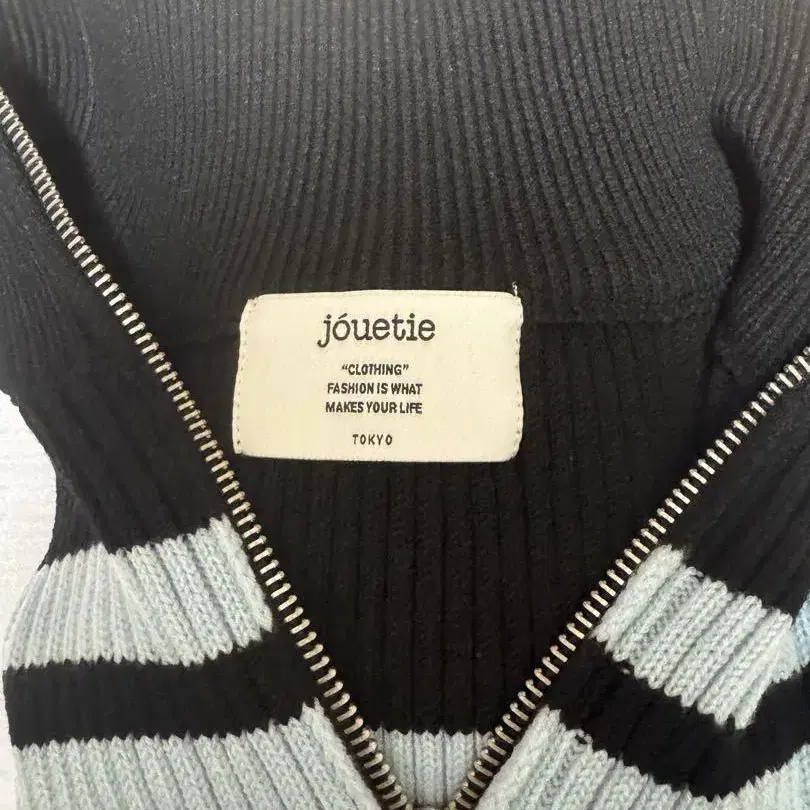 jóuetie
“CLOTHING”
FASHION IS WHAT
MAKES YOUR LIFE
TOKYO